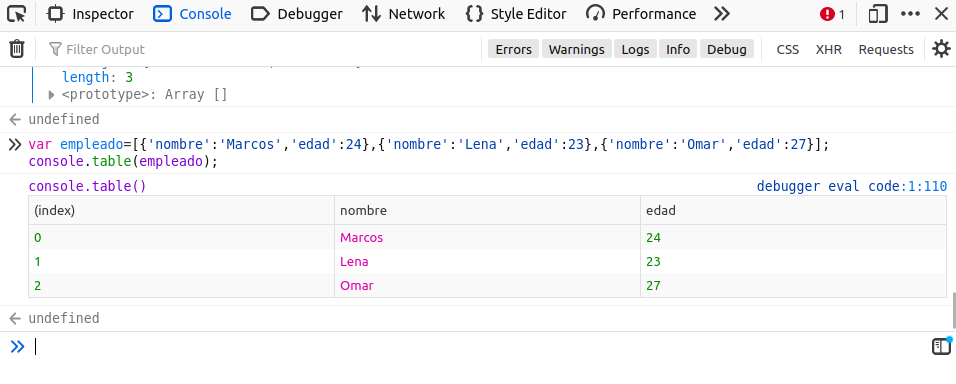 Inspector Console Debugger Network Style Editor Performance 1
Filter Output Errors Warnings Logs Info Debug CSS XHR Requests
length: 3
<prototype>: Array []
undefined
var empleado=[{'nombre':'Marcos','edad':24},{'nombre':'Lena','edad':23},{'nombre':'Omar','edad':27}];
console.table(empleado);
console.table() debugger eval code:1:110
(index) nombre edad
0 Marcos 24
1 Lena 23
2 Omar 27
undefined